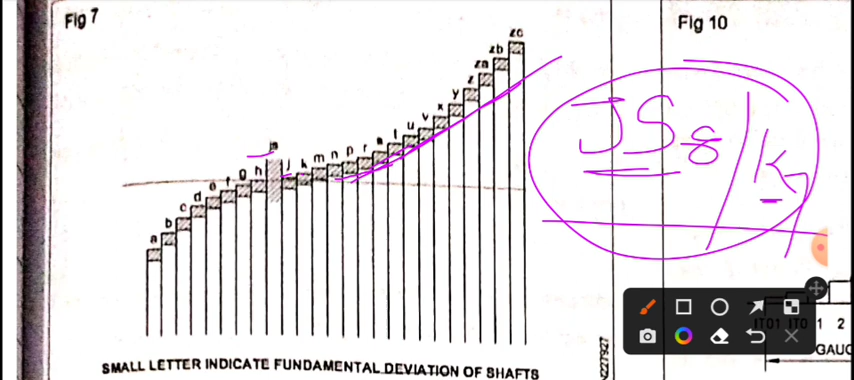 Fig 7
Fig 10
zc
zb
za
z
y
x
v
u
t
s
r
p
n
m
k
j
js
h
g
f
e
d
c
b
a
JS8/k7
IT01 IT0 1 2
GAUG
SMALL LETTER INDICATE FUNDAMENTAL DEVIATION OF SHAFTS